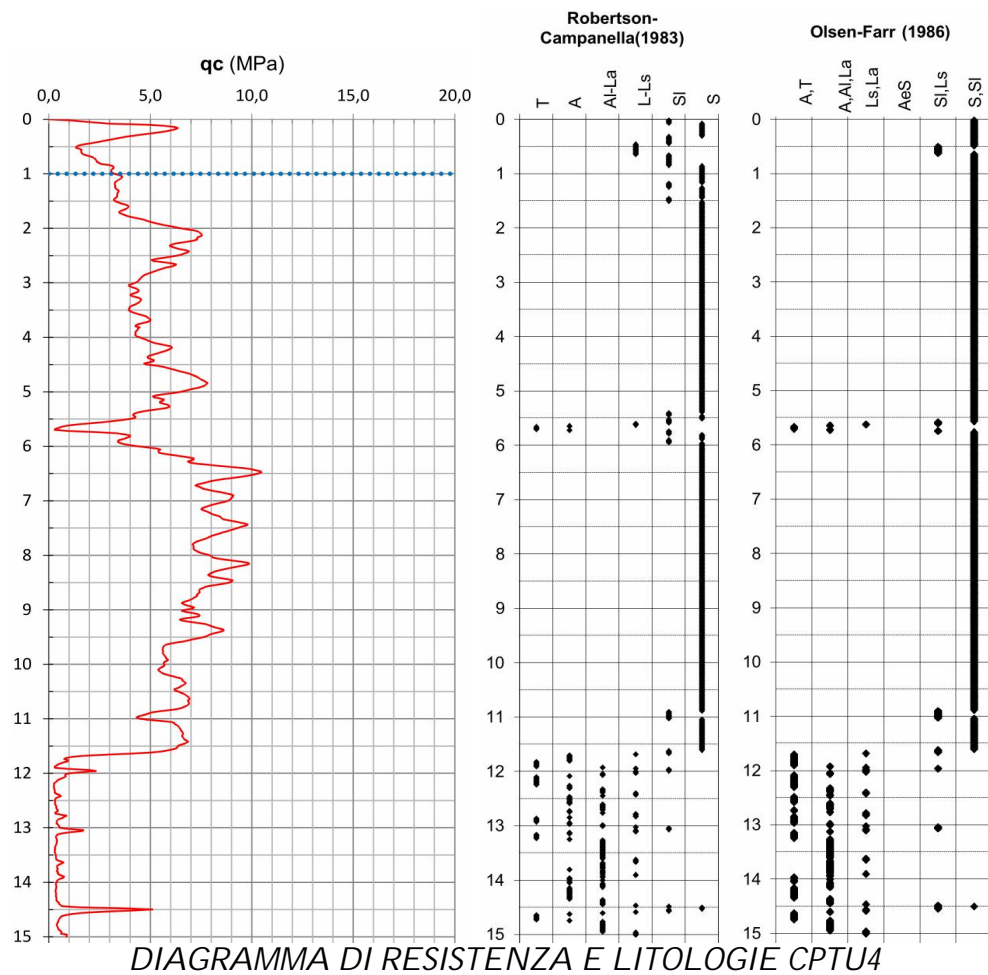 Robertson-
Campanella(1983)
Olsen-Farr (1986)
qc (MPa)
0,0 5,0 10,0 15,0 20,0
T A Al-La L-Ls Sl S
A,T A,Al,La Ls,La AeS Sl,Ls S,Sl
0 0 0
1 1 1
2 2 2
3 3 3
4 4 4
5 5 5
6 6 6
7 7 7
8 8 8
9 9 9
10 10 10
11 11 11
12 12 12
13 13 13
14 14 14
15 15 15
DIAGRAMMA DI RESISTENZA E LITOLOGIE CPTU4